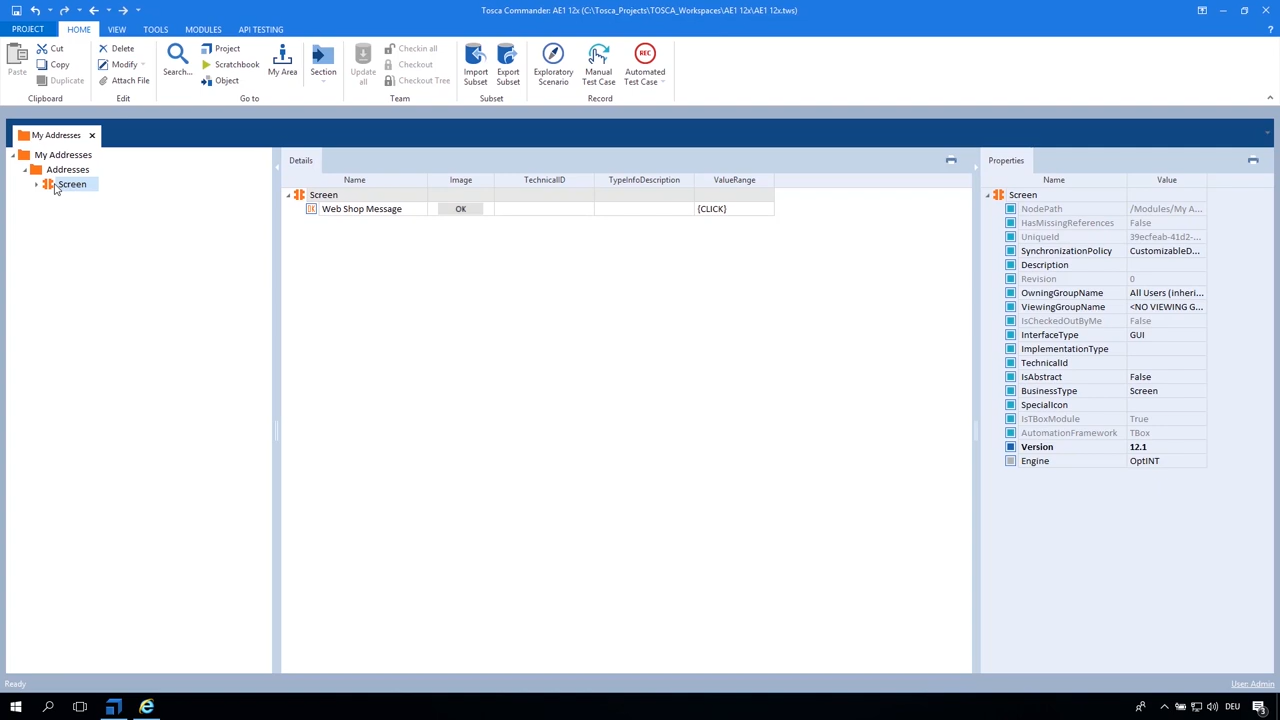 Tosca Commander: AE1 12x (C:\Tosca_Projects\TOSCA_Workspaces\AE1 12x\AE1 12x.tws)
PROJECT HOME VIEW TOOLS MODULES API TESTING ?
Paste
Cut
Copy
Duplicate
Clipboard
Delete
Modify
Attach File
Edit
Search...
Project
Scratchbook
Object
My Area
Go to
Section
Update all
Checkin all
Checkout
Checkout Tree
Team
Import Subset
Export Subset
Subset
Exploratory Scenario
Manual Test Case
REC
Automated Test Case
Record
My Addresses
My Addresses
Addresses
Screen
Details
Name Image TechnicalID TypeInfoDescription ValueRange
Screen
Web Shop Message OK {CLICK}
Properties
Name Value
Screen
NodePath /Modules/My A...
HasMissingReferences False
UniqueId 39ecfeab-41d2-...
SynchronizationPolicy CustomizableD...
Description
Revision 0
OwningGroupName All Users (inheri...
ViewingGroupName <NO VIEWING G...
IsCheckedOutByMe False
InterfaceType GUI
ImplementationType
TechnicalId
IsAbstract False
BusinessType Screen
SpecialIcon
IsTBoxModule True
AutomationFramework TBox
Version 12.1
Engine OptINT
Ready
User: Admin
DEU
3